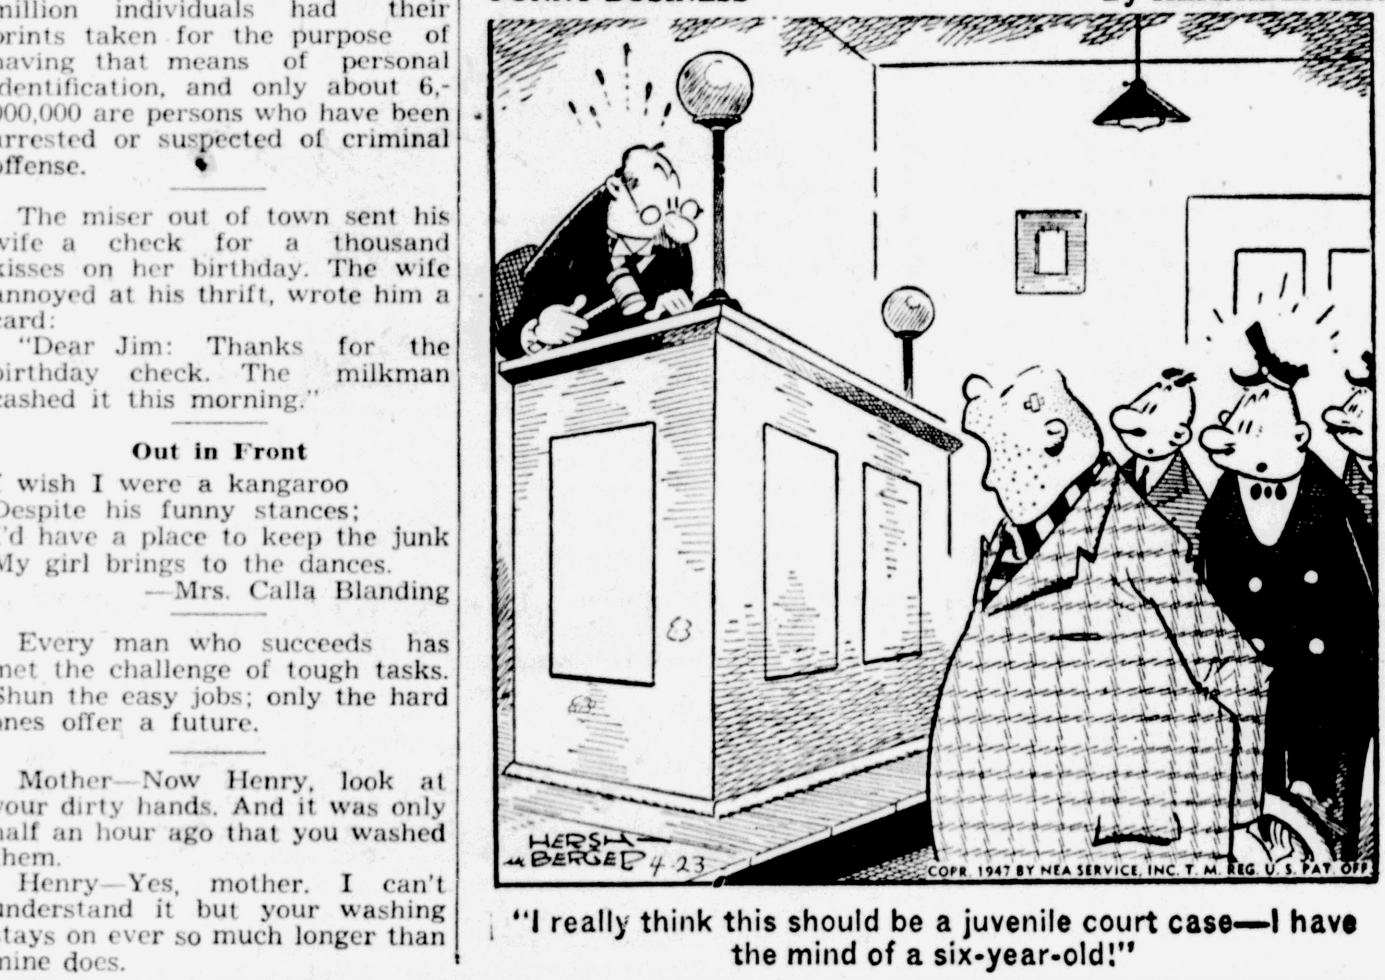 million individuals had their
prints taken for the purpose of
having that means of personal
identification, and only about 6,-
000,000 are persons who have been
arrested or suspected of criminal
offense.
The miser out of town sent his
wife a check for a thousand
kisses on her birthday. The wife
annoyed at his thrift, wrote him a
card:
"Dear Jim: Thanks for the
birthday check. The milkman
cashed it this morning."
Out in Front
I wish I were a kangaroo
Despite his funny stances;
I'd have a place to keep the junk
My girl brings to the dances.
—Mrs. Calla Blanding
Every man who succeeds has
met the challenge of tough tasks.
Shun the easy jobs; only the hard
ones offer a future.
Mother—Now Henry, look at
your dirty hands. And it was only
half an hour ago that you washed
them.
Henry—Yes, mother. I can't
understand it but your washing
stays on ever so much longer than
mine does.
FUNNY BUSINESS
By
HERSH-
BERGER 4-23
COPR. 1947 BY NEA SERVICE, INC. T. M. REG. U. S. PAT. OFF.
"I really think this should be a juvenile court case—I have
the mind of a six-year-old!"